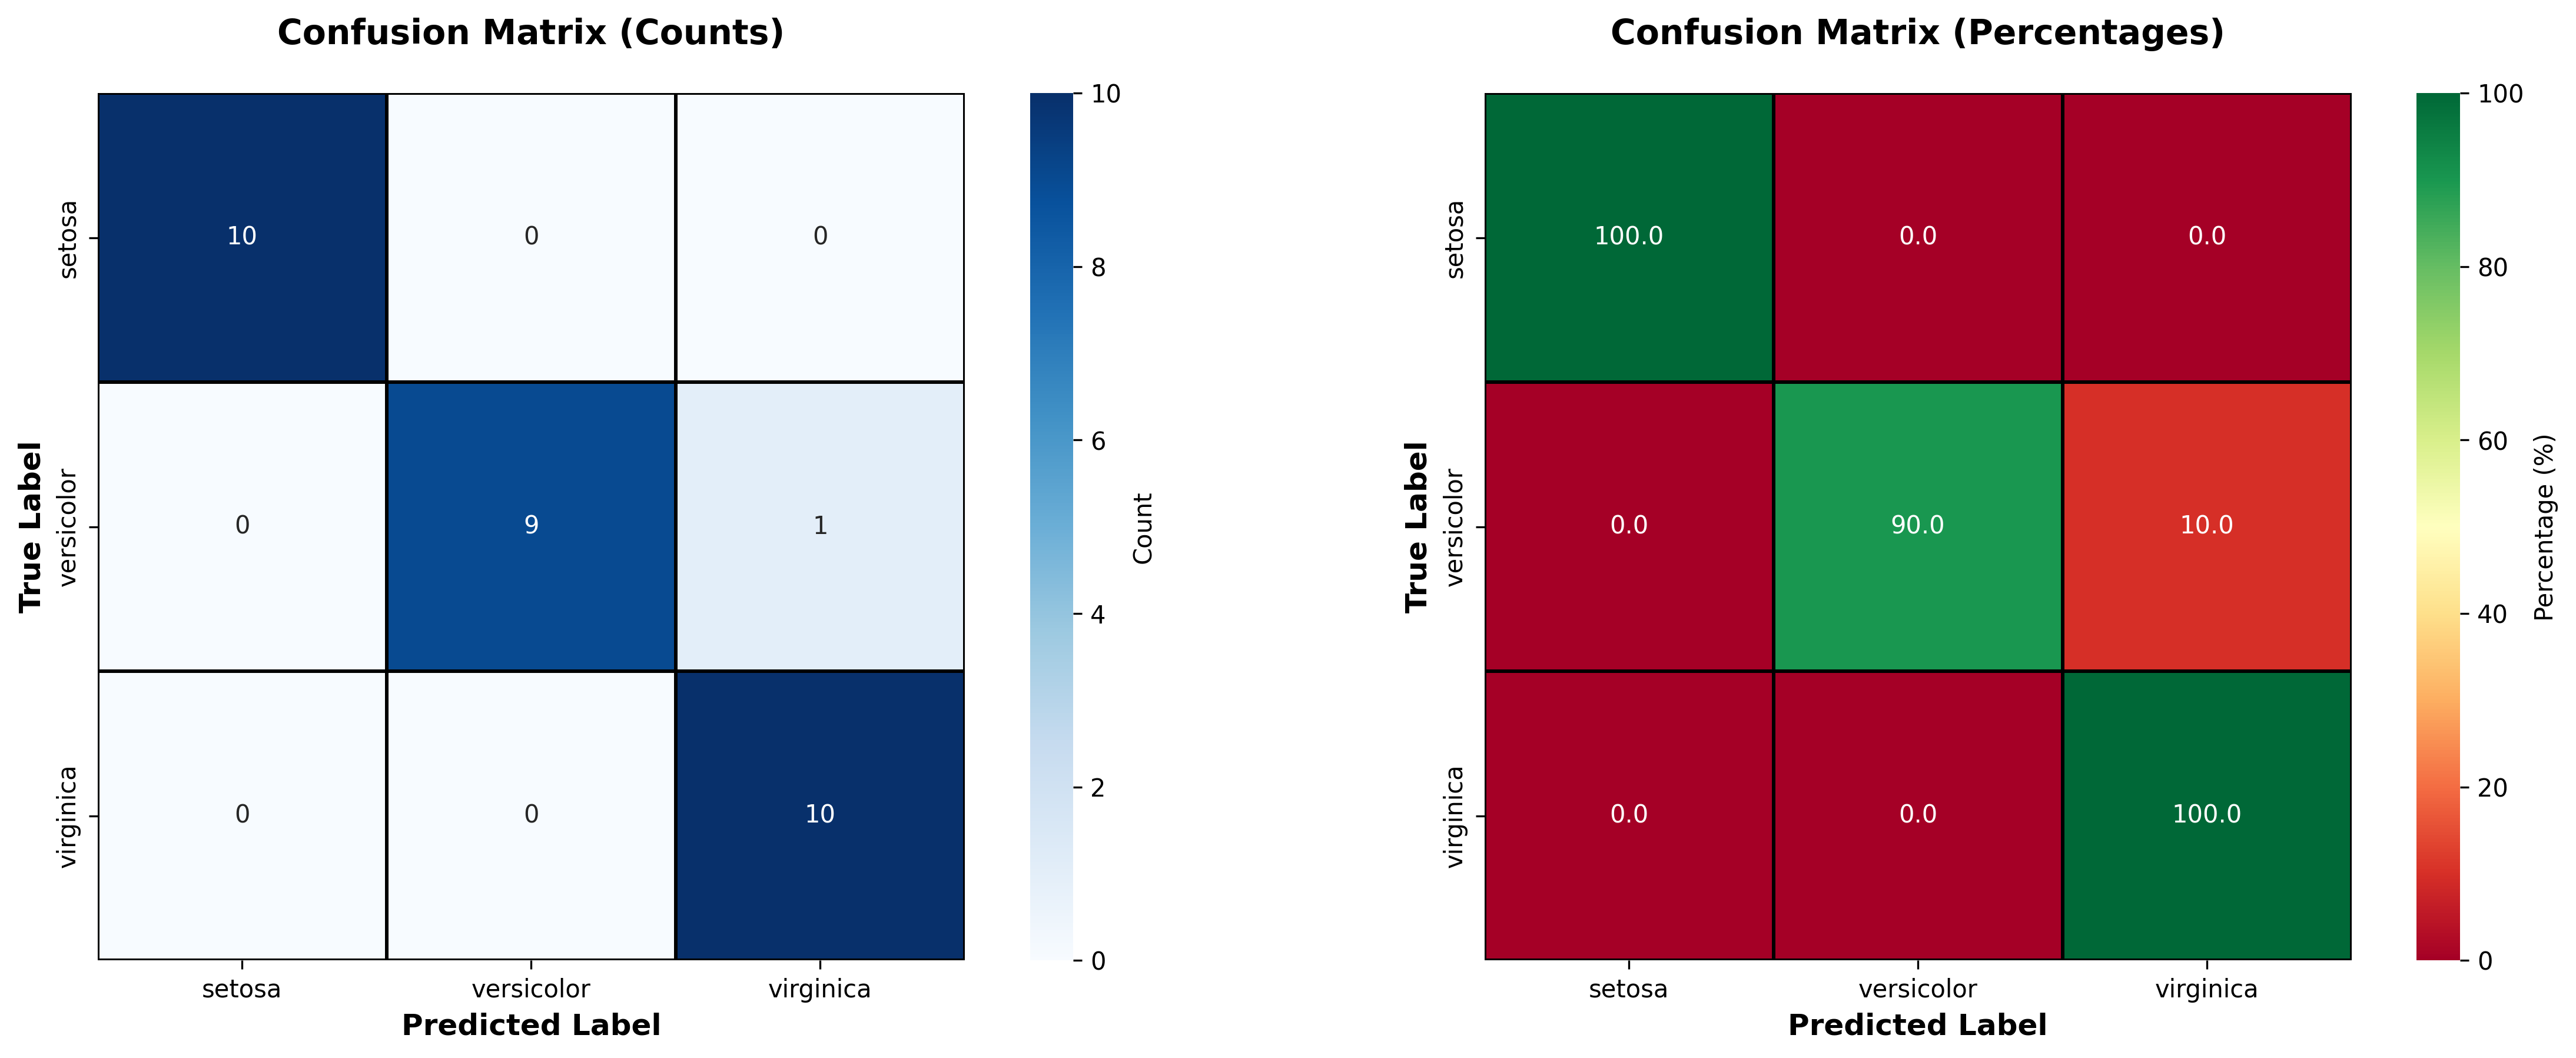 Confusion Matrix (Counts)
True Label
setosa
versicolor
virginica
10 0 0
0 9 1
0 0 10
setosa versicolor virginica
Predicted Label
10
8
6
4
2
0
Count
Confusion Matrix (Percentages)
True Label
setosa
versicolor
virginica
100.0 0.0 0.0
0.0 90.0 10.0
0.0 0.0 100.0
setosa versicolor virginica
Predicted Label
100
80
60
40
20
0
Percentage (%)